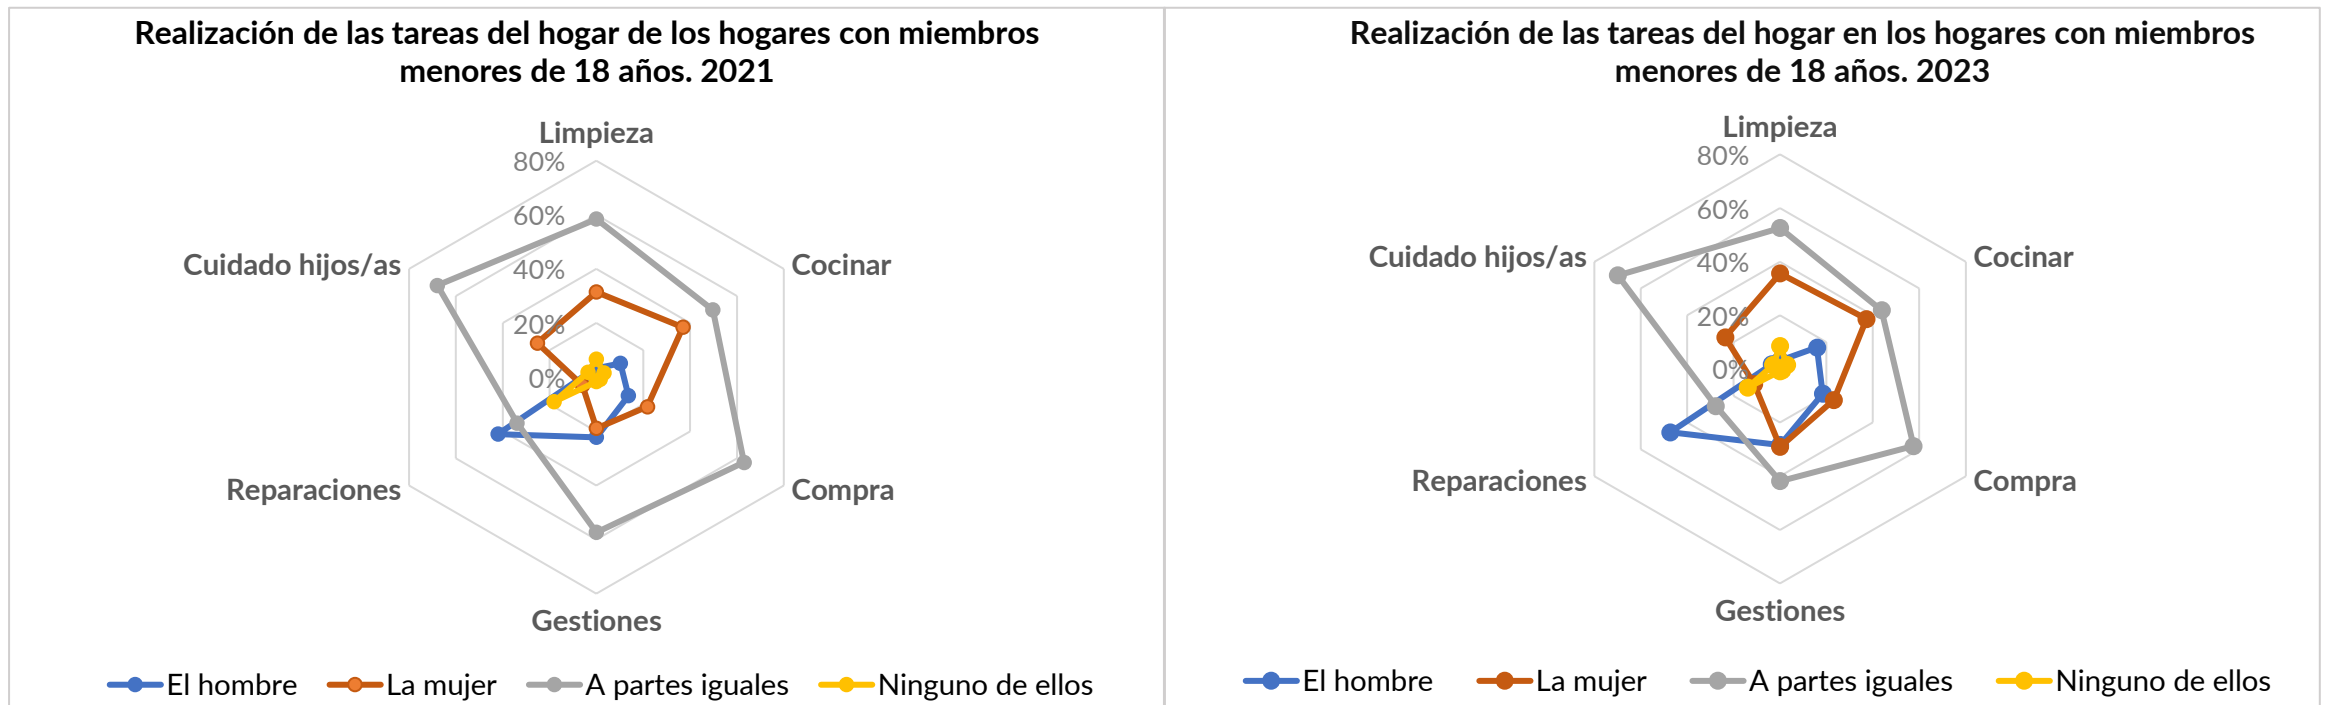 Realización de las tareas del hogar de los hogares con miembros
menores de 18 años. 2021
Limpieza
80%
60%
40%
20%
0%
Cuidado hijos/as
Cocinar
Reparaciones
Compra
Gestiones
El hombre
La mujer
A partes iguales
Ninguno de ellos
Realización de las tareas del hogar en los hogares con miembros
menores de 18 años. 2023
Limpieza
80%
60%
40%
20%
0%
Cuidado hijos/as
Cocinar
Reparaciones
Compra
Gestiones
El hombre
La mujer
A partes iguales
Ninguno de ellos